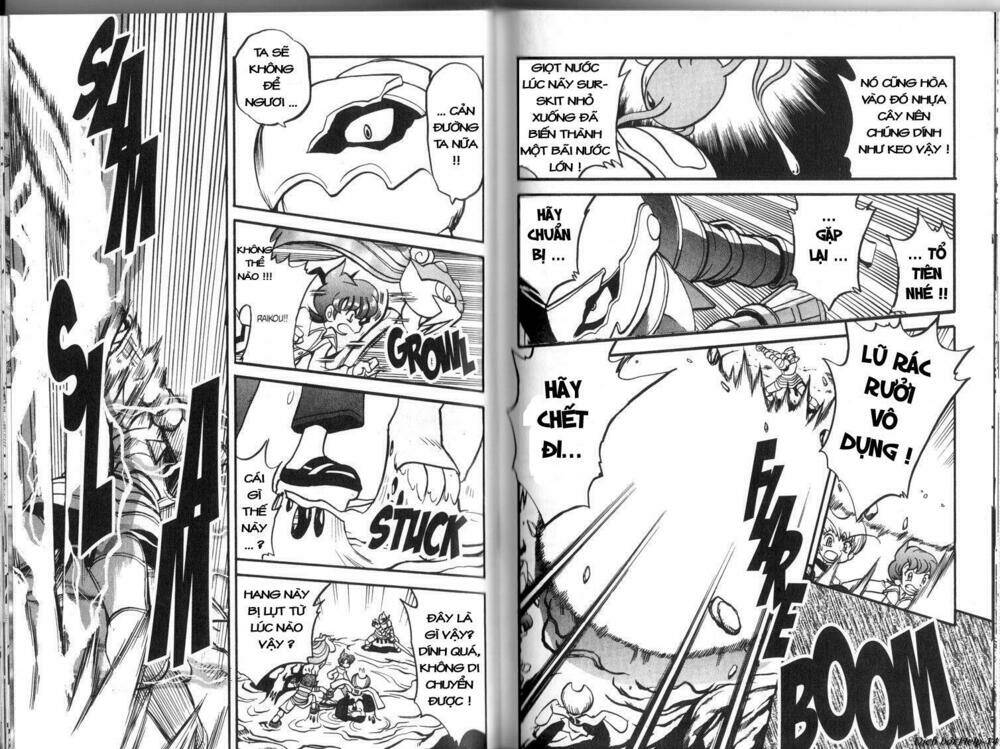 SLAM
SLAM
TA SẼ
KHÔNG
ĐỂ
NGƯƠI ...
... CẢN
ĐƯỜNG
TA NỮA
!!
KHÔNG
THỂ
NÀO !!!
RAIKOU!!
GROWL
CÁI
GÌ
THẾ
NÀY
... ?
STUCK
HANG NÀY
BỊ LỤT TỪ
LÚC NÀO
VẬY ?
ĐÂY LÀ
GÌ VẬY?
DÍNH QUÁ,
KHÔNG DI
CHUYỂN
ĐƯỢC !
GIỌT NƯỚC
LÚC NÃY SUR-
SKIT NHỎ
XUỐNG ĐÃ
BIẾN THÀNH
MỘT BÃI NƯỚC
LỚN !
NÓ CŨNG HÒA
VÀO ĐÓ NHỰA
CÂY NÊN
CHÚNG DÍNH
NHƯ KEO VẬY !
HÃY
CHUẨN
BỊ ...
...
GẶP
LẠI ...
... TỔ
TIÊN
NHÉ !!
HÃY
CHẾT
ĐI...
LŨ RÁC
RƯỞI
VÔ
DỤNG !
FWRE
BOOM